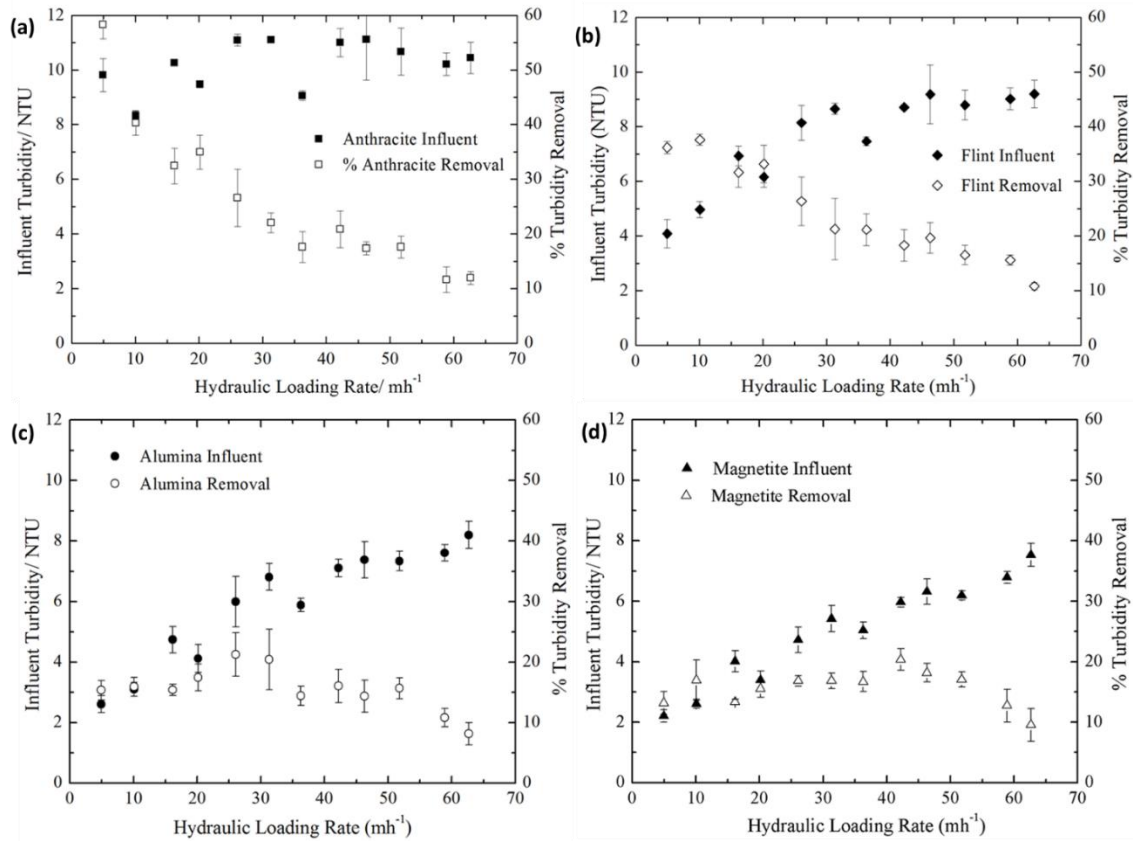 (a)
12
10
8
6
4
2
0
Influent Turbidity/ NTU
Anthracite Influent
% Anthracite Removal
60
50
40
30
20
10
0
% Turbidity Removal
0 10 20 30 40 50 60 70
Hydraulic Loading Rate/ mh⁻¹
(b)
12
10
8
6
4
2
0
Influent Turbidity (NTU)
Flint Influent
Flint Removal
60
50
40
30
20
10
0
% Turbidity Removal
0 10 20 30 40 50 60 70
Hydraulic Loading Rate (mh⁻¹)
(c)
12
10
8
6
4
2
0
Influent Turbidity/ NTU
Alumina Influent
Alumina Removal
60
50
40
30
20
10
0
% Turbidity Removal
0 10 20 30 40 50 60 70
Hydraulic Loading Rate (mh⁻¹)
(d)
12
10
8
6
4
2
0
Influent Turbidity/ NTU
Magnetite Influent
Magnetite Removal
60
50
40
30
20
10
0
% Turbidity Removal
0 10 20 30 40 50 60 70
Hydraulic Loading Rate (mh⁻¹)